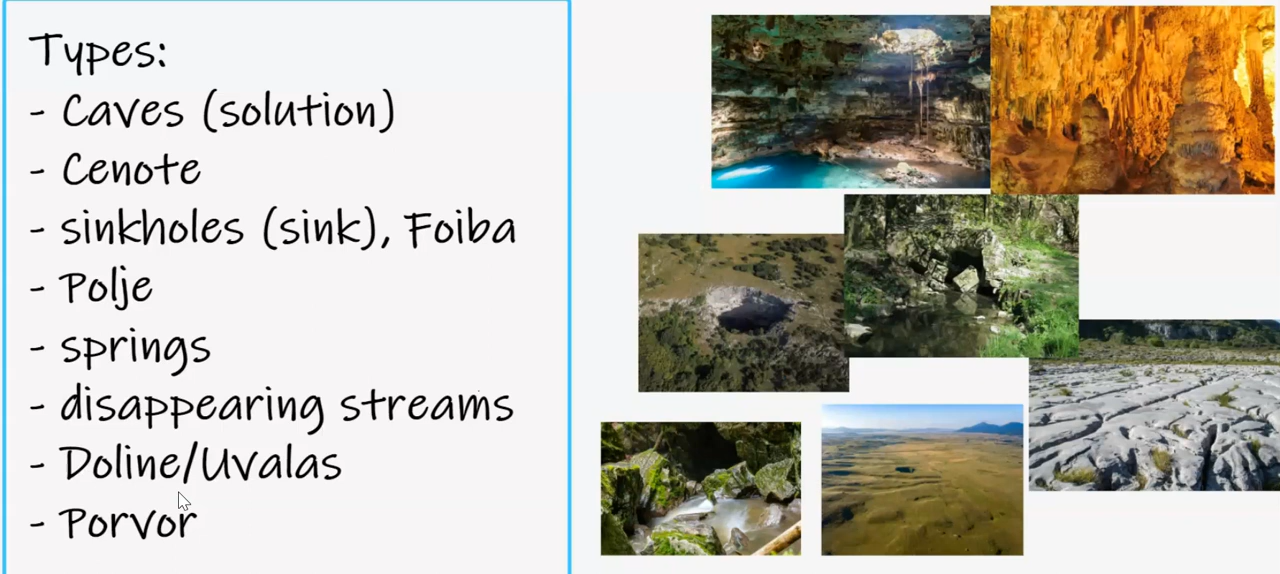 Types:
- Caves (solution)
- Cenote
- sinkholes (sink), Foiba
- Polje
- springs
- disappearing streams
- Doline/Uvalas
- Porvor